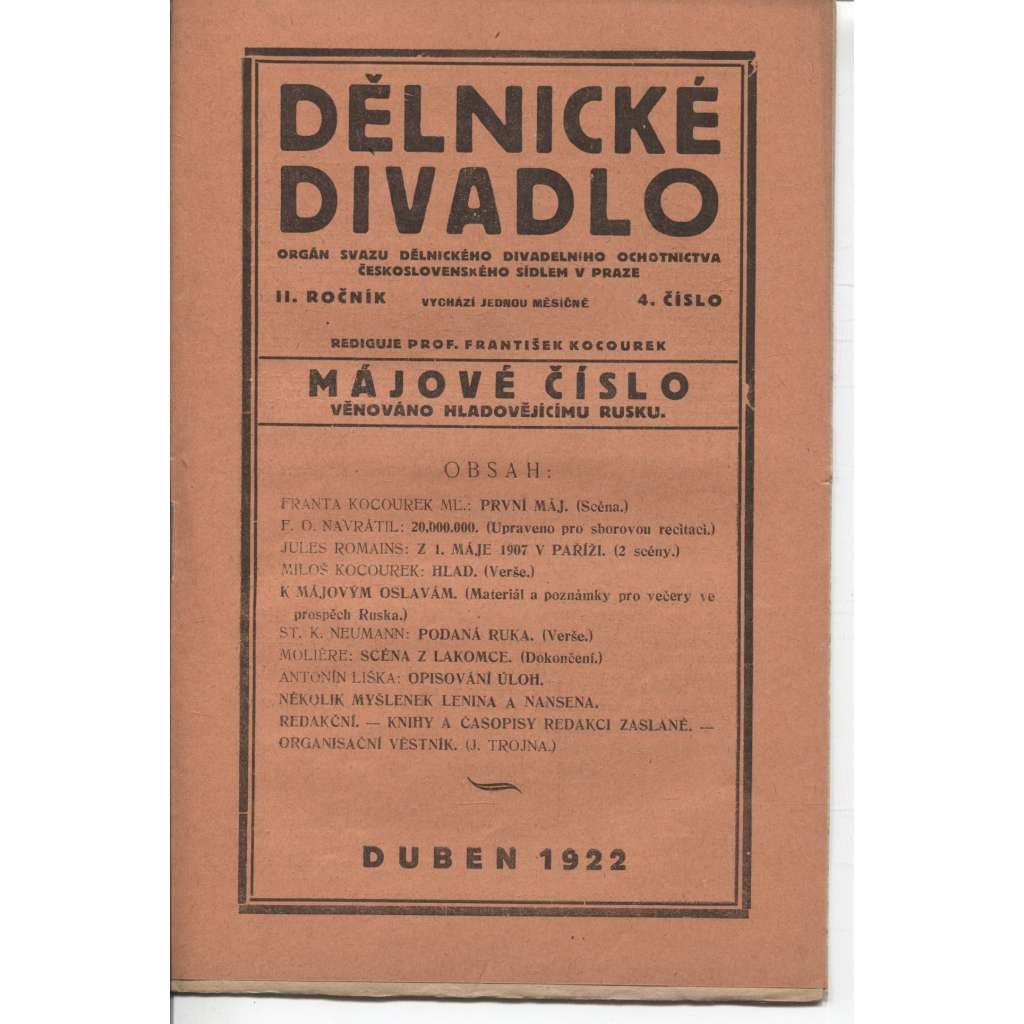 DĚLNICKÉ
DIVADLO
ORGÁN SVAZU DĚLNICKÉHO DIVADELNÍHO OCHOTNICTVA
ČESKOSLOVENSKÉHO SÍDLEM V PRAZE
II. ROČNÍK VYCHÁZÍ JEDNOU MĚSÍČNĚ 4. ČÍSLO
REDIGUJE PROF. FRANTIŠEK KOCOUREK
MÁJOVÉ ČÍSLO
VĚNOVÁNO HLADOVĚJÍCÍMU RUSKU.
OBSAH:
FRANTA KOCOUREK ML.: PRVNÍ MÁJ. (Scéna.)
F. O. NAVRÁTIL: 20,000.000. (Upraveno pro sborovou recitaci.)
JULES ROMAINS: Z 1. MÁJE 1907 V PAŘÍŽI. (2 scény.)
MILOŠ KOCOUREK: HLAD. (Verše.)
K MÁJOVÝM OSLAVÁM. (Materiál a poznámky pro večery ve
prospěch Ruska.)
ST. K. NEUMANN: PODANÁ RUKA. (Verše.)
MOLIÈRE: SCÉNA Z LAKOMCE. (Dokončení.)
ANTONÍN LIŠKA: OPISOVÁNÍ ÚLOH.
NĚKOLIK MYŠLENEK LENINA A NANSENA.
REDAKČNÍ. — KNIHY A ČASOPISY REDAKCI ZASLANÉ. —
ORGANISAČNÍ VĚSTNÍK. (J. TROJNA.)
DUBEN 1922